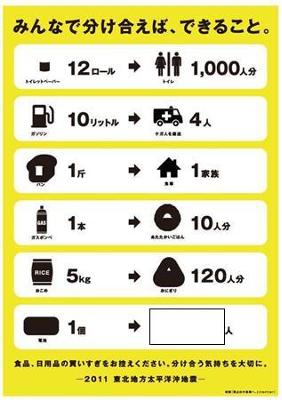 みんなで分け合えば、できること。
トイレットペーパー 12ロール → トイレ 1,000人分
ガソリン 10リットル → ケガ人を搬送 4人
パン 1斤 → 食事 1家族
ガスボンベ 1本 → あたたかいごはん 10人分
RICE おこめ 5kg → おにぎり 120人分
電池 1個 → 人
食品、日用品の買いすぎをお控えください。分け合う気持ちを大切に。
—2011 東北地方太平洋沖地震—